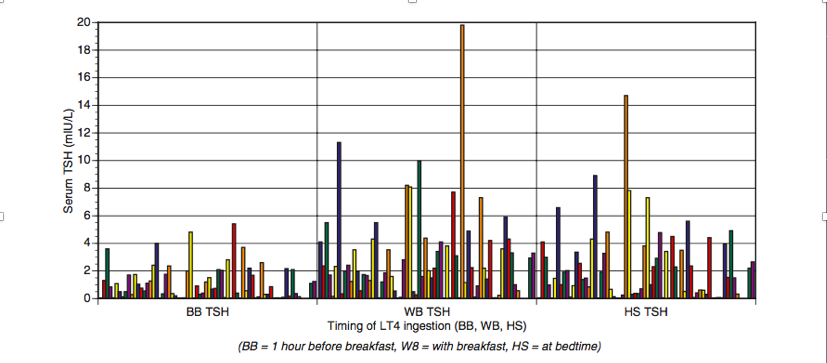 20
18
16
14
12
10
8
6
4
2
0
Serum TSH (mIU/L)
BB TSH WB TSH HS TSH
Timing of LT4 ingestion (BB, WB, HS)
(BB = 1 hour before breakfast, W8 = with breakfast, HS = at bedtime)